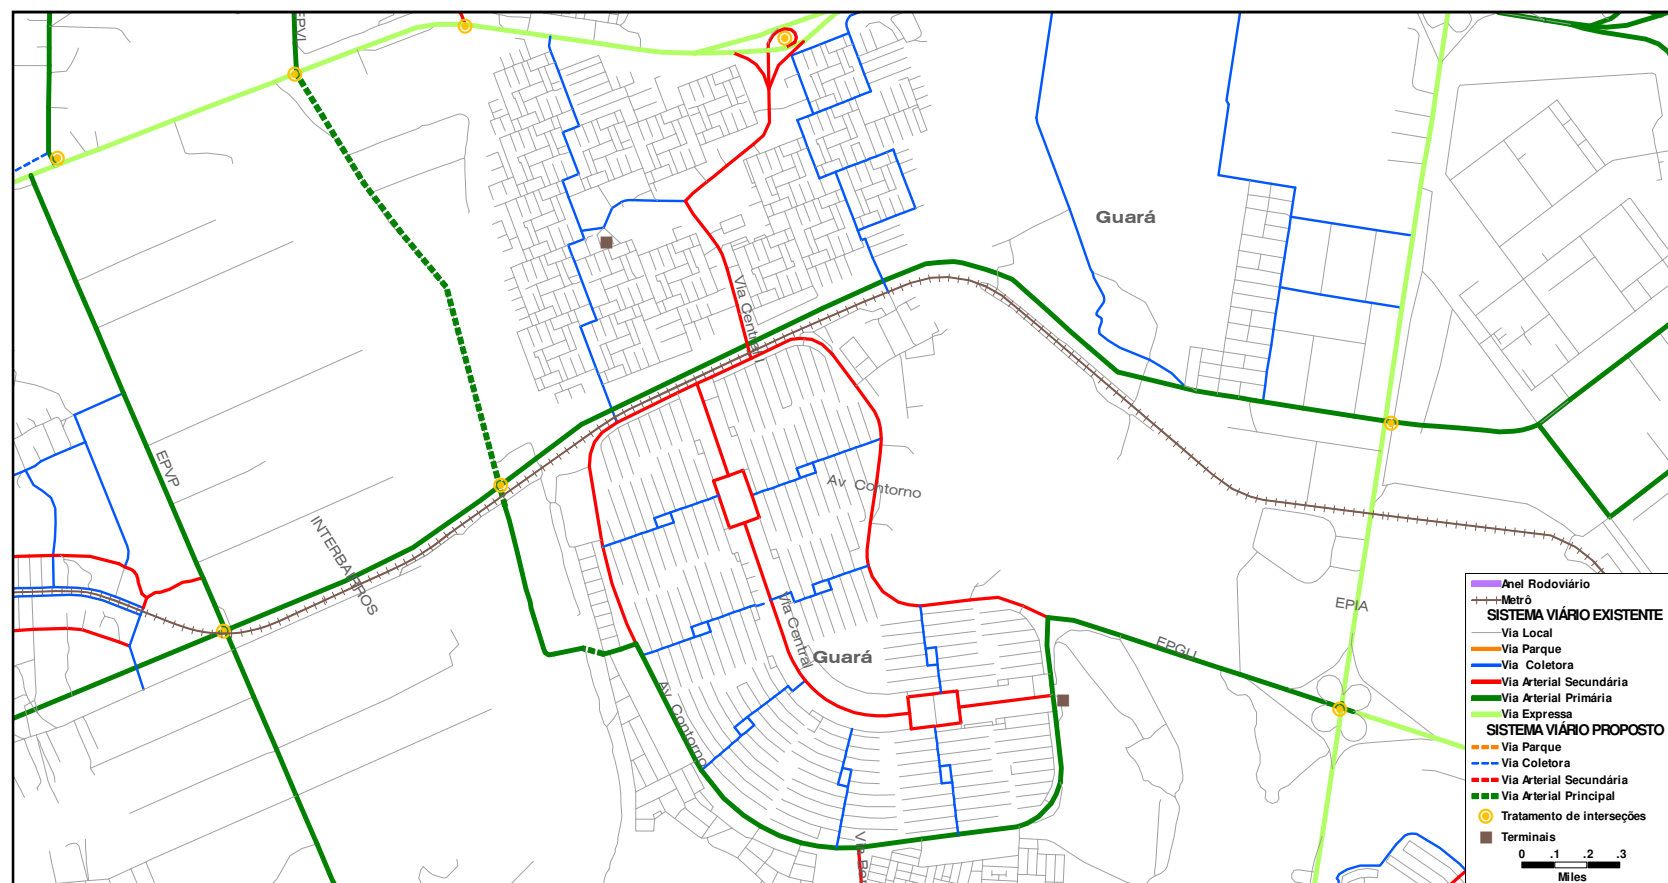 EPVL
Guará
Via Central
EPVP
Av Contorno
INTERBAIRROS
EPIA
Via Central
EPGU
Guará
Av. Contorno
Anel Rodoviário
Metrô
SISTEMA VIÁRIO EXISTENTE
Via Local
Via Parque
Via Coletora
Via Arterial Secundária
Via Arterial Primária
Via Expressa
SISTEMA VIÁRIO PROPOSTO
Via Parque
Via Coletora
Via Arterial Secundária
Via Arterial Principal
Tratamento de interseções
Terminais
0 .1 .2 .3
Miles